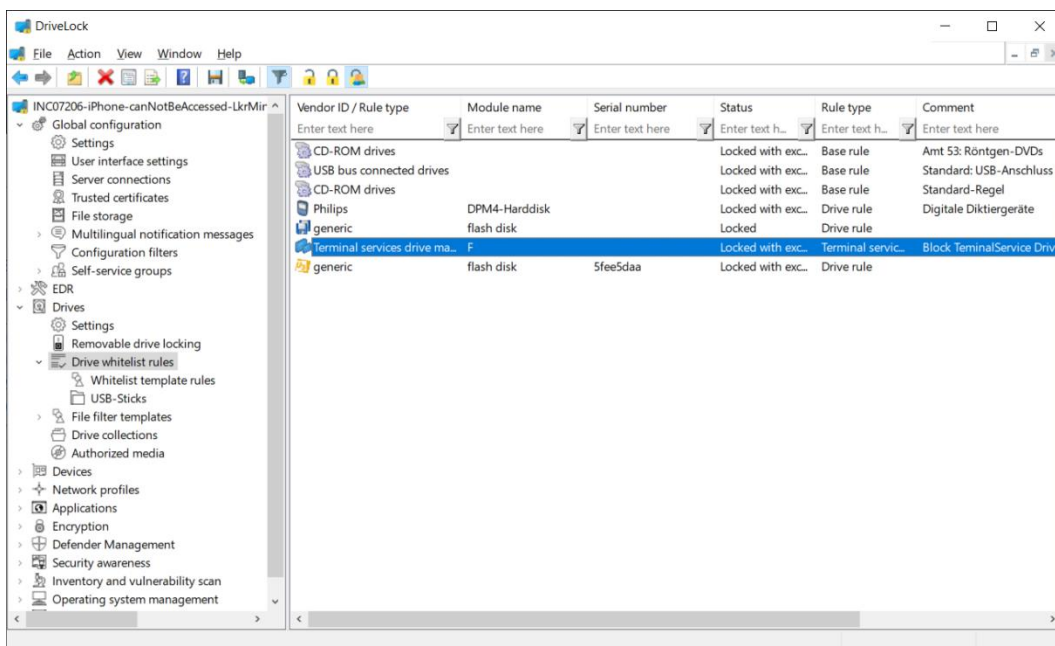 DriveLock
File Action View Window Help
INC07206-iPhone-canNotBeAccessed-LkrMir
Global configuration
Settings
User interface settings
Server connections
Trusted certificates
File storage
Multilingual notification messages
Configuration filters
Self-service groups
EDR
Drives
Settings
Removable drive locking
Drive whitelist rules
Whitelist template rules
USB-Sticks
File filter templates
Drive collections
Authorized media
Devices
Network profiles
Applications
Encryption
Defender Management
Security awareness
Inventory and vulnerability scan
Operating system management
Vendor ID / Rule type Module name Serial number Status Rule type Comment
Enter text here Enter text here Enter text here Enter text h... Enter text h... Enter text here
CD-ROM drives Locked with exc... Base rule Amt 53: Röntgen-DVDs
USB bus connected drives Locked with exc... Base rule Standard: USB-Anschluss
CD-ROM drives Locked with exc... Base rule Standard-Regel
Philips DPM4-Harddisk Locked with exc... Drive rule Digitale Diktiergeräte
generic flash disk Locked Drive rule
Terminal services drive ma... F Locked with exc... Terminal servic... Block TeminalService Driv
generic flash disk 5fee5daa Locked with exc... Drive rule